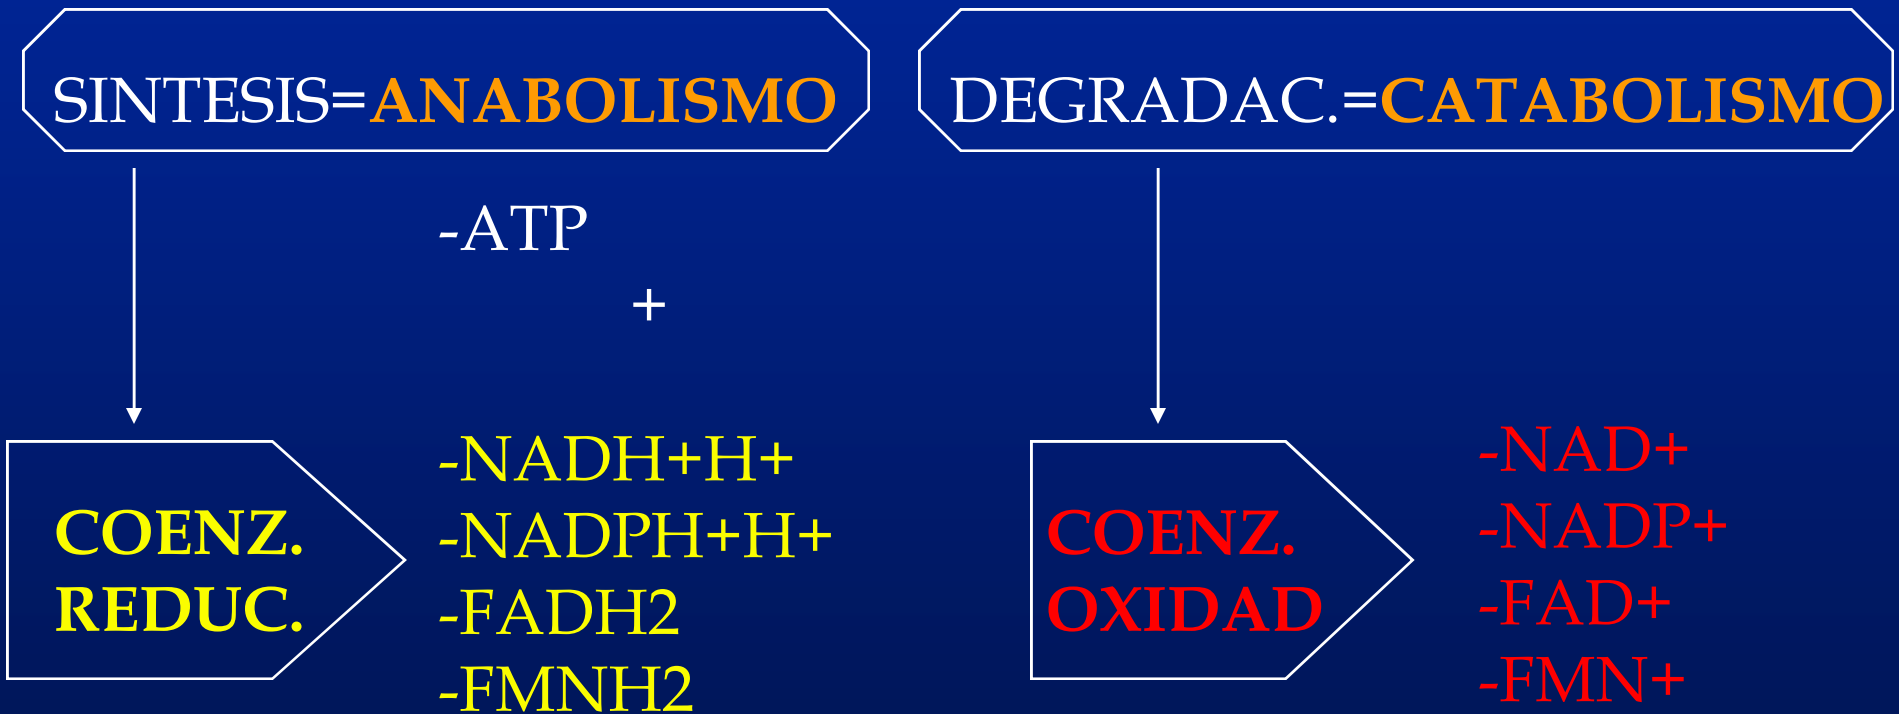 SINTESIS=ANABOLISMO
-ATP
+
COENZ.
REDUC.
-NADH+H+
-NADPH+H+
-FADH2
-FMNH2
DEGRADAC.=CATABOLISMO
COENZ.
OXIDAD
-NAD+
-NADP+
-FAD+
-FMN+